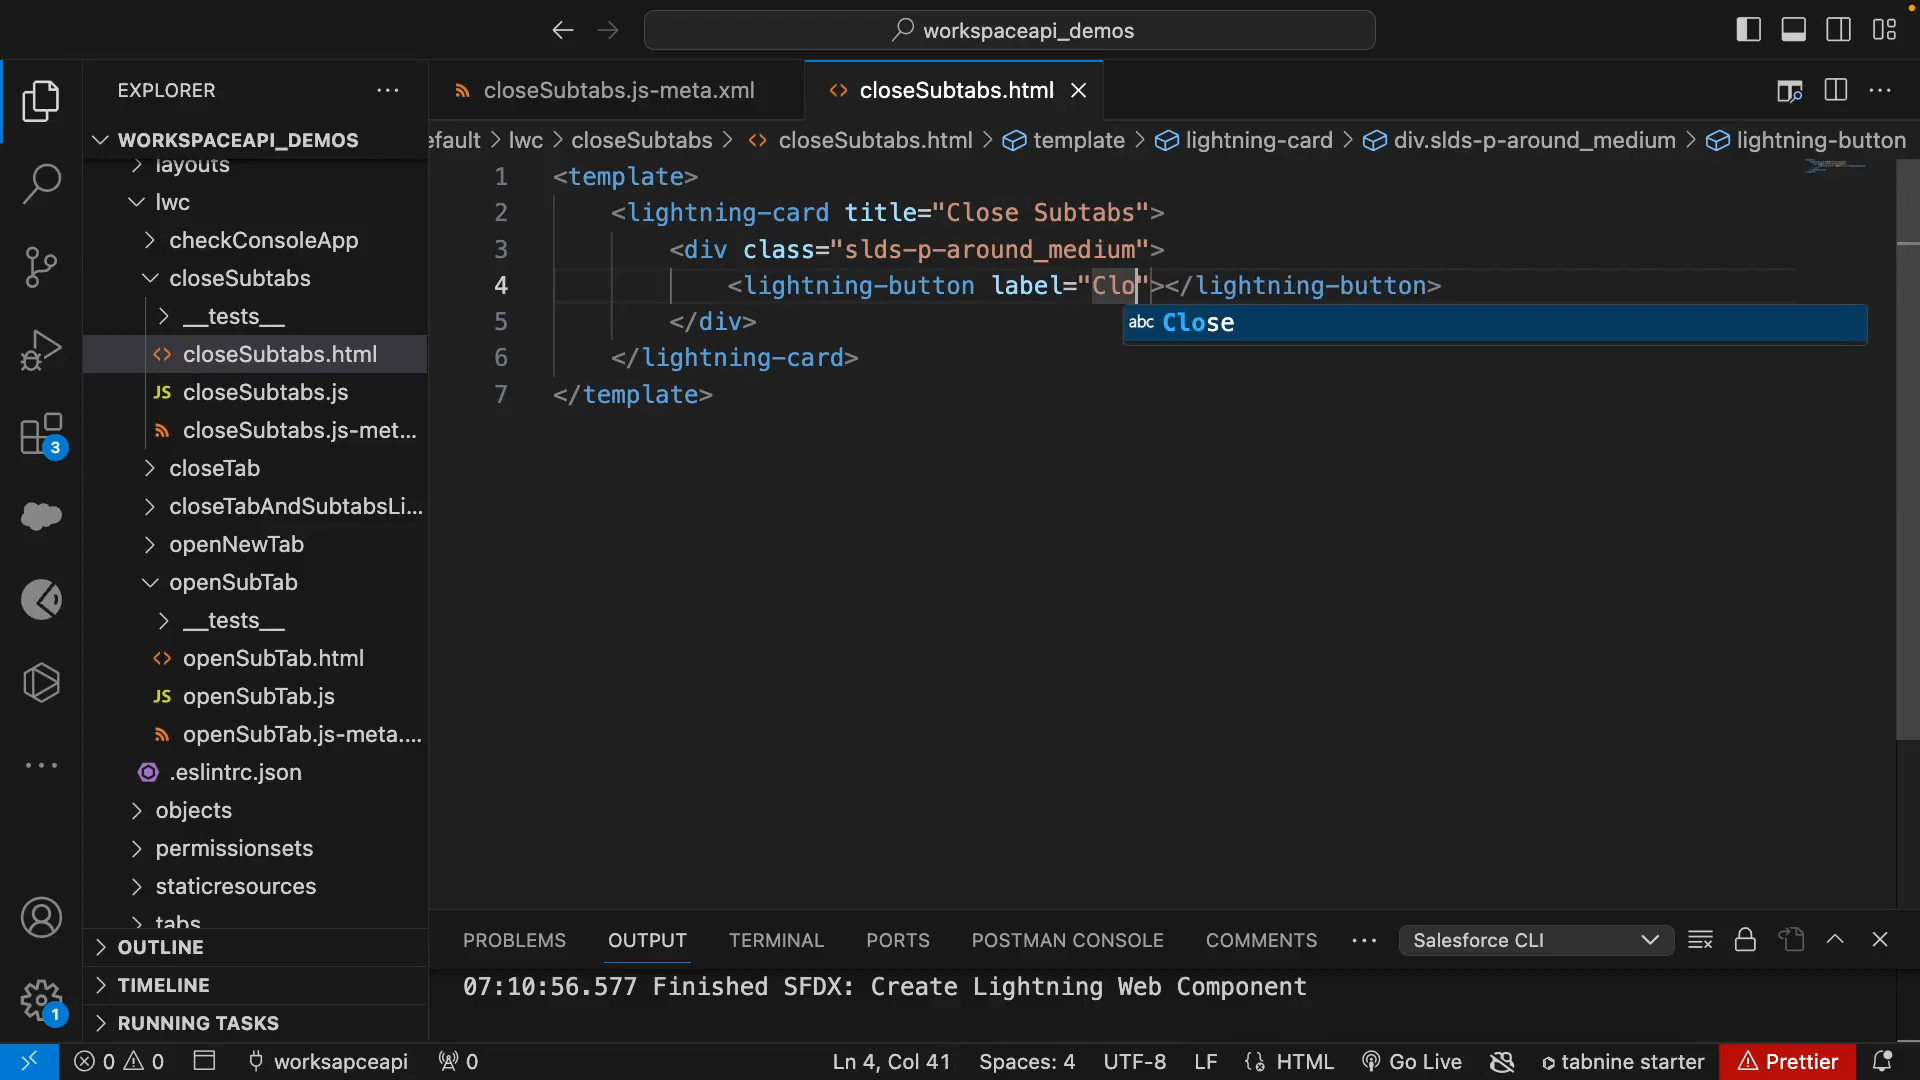 workspaceapi_demos
EXPLORER
WORKSPACEAPI_DEMOS
layouts
lwc
checkConsoleApp
closeSubtabs
__tests__
closeSubtabs.html
closeSubtabs.js
closeSubtabs.js-met...
closeTab
closeTabAndSubtabsLi...
openNewTab
openSubTab
__tests__
openSubTab.html
openSubTab.js
openSubTab.js-meta....
.eslintrc.json
objects
permissionsets
staticresources
tabs
OUTLINE
TIMELINE
RUNNING TASKS
3
1
closeSubtabs.js-meta.xml
closeSubtabs.html
efault > lwc > closeSubtabs > closeSubtabs.html > template > lightning-card > div.slds-p-around_medium > lightning-button
1 <template>
2 <lightning-card title="Close Subtabs">
3 <div class="slds-p-around_medium">
4 <lightning-button label="Clo"></lightning-button>
abc Close
5 </div>
6 </lightning-card>
7 </template>
PROBLEMS OUTPUT TERMINAL PORTS POSTMAN CONSOLE COMMENTS Salesforce CLI
07:10:56.577 Finished SFDX: Create Lightning Web Component
0 0 worksapceapi 0 Ln 4, Col 41 Spaces: 4 UTF-8 LF HTML Go Live tabnine starter Prettier